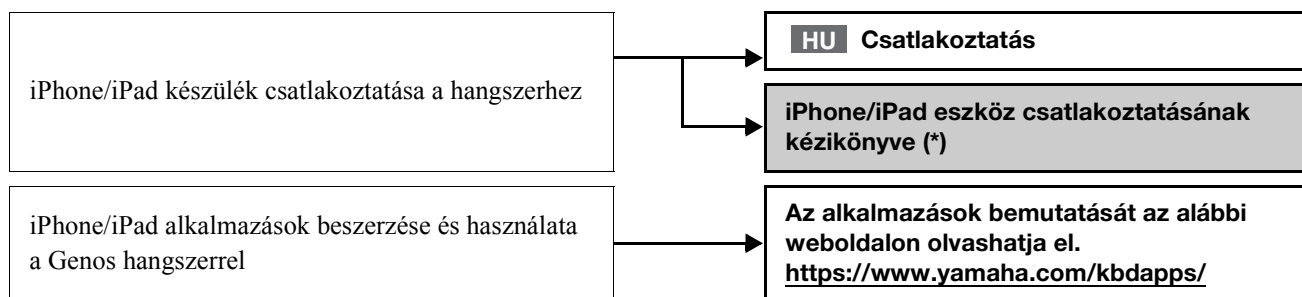 iPhone/iPad készülék csatlakoztatása a hangszerhez
HU Csatlakoztatás
iPhone/iPad eszköz csatlakoztatásának
kézikönyve (*)
iPhone/iPad alkalmazások beszerzése és használata
a Genos hangszerrel
Az alkalmazások bemutatását az alábbi
weboldalon olvashatja el.
https://www.yamaha.com/kbdapps/